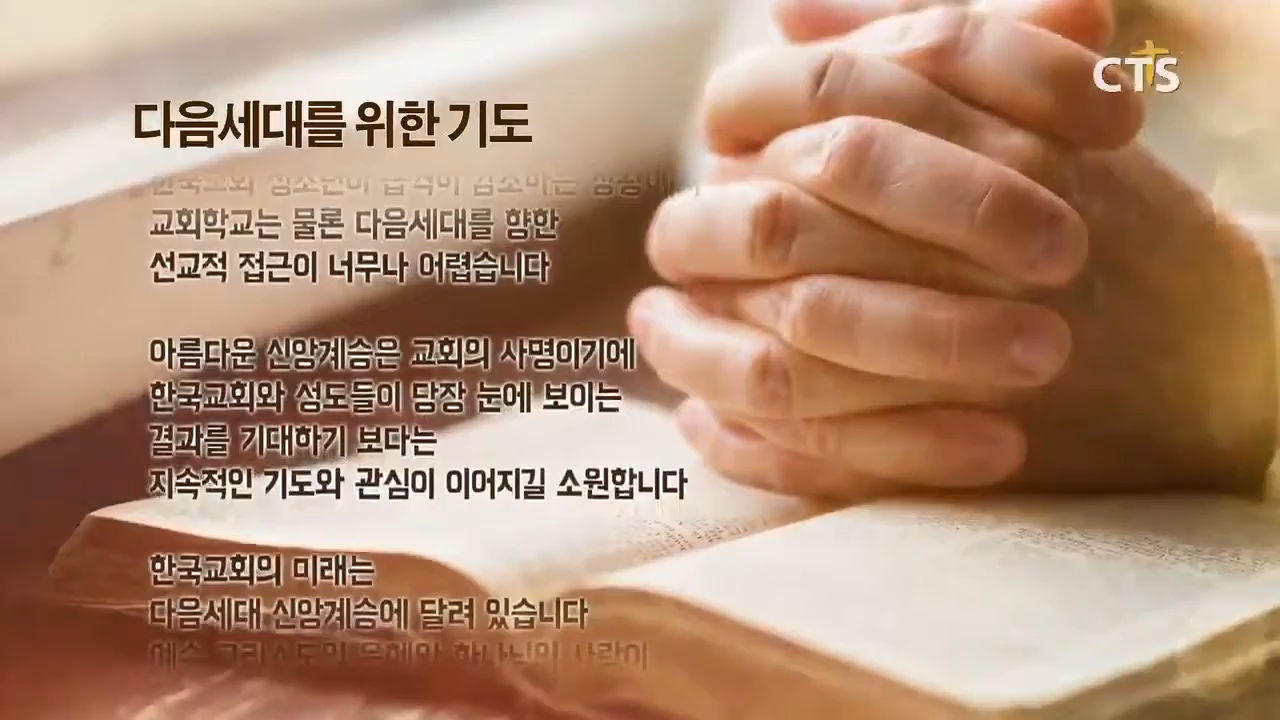 다음세대를 위한 기도
CTS
교회학교는 물론 다음세대를 향한
선교적 접근이 너무나 어렵습니다
아름다운 신앙계승은 교회의 사명이기에
한국교회와 성도들이 당장 눈에 보이는
결과를 기대하기 보다는
지속적인 기도와 관심이 이어지길 소원합니다
한국교회의 미래는
다음세대 신앙계승에 달려 있습니다